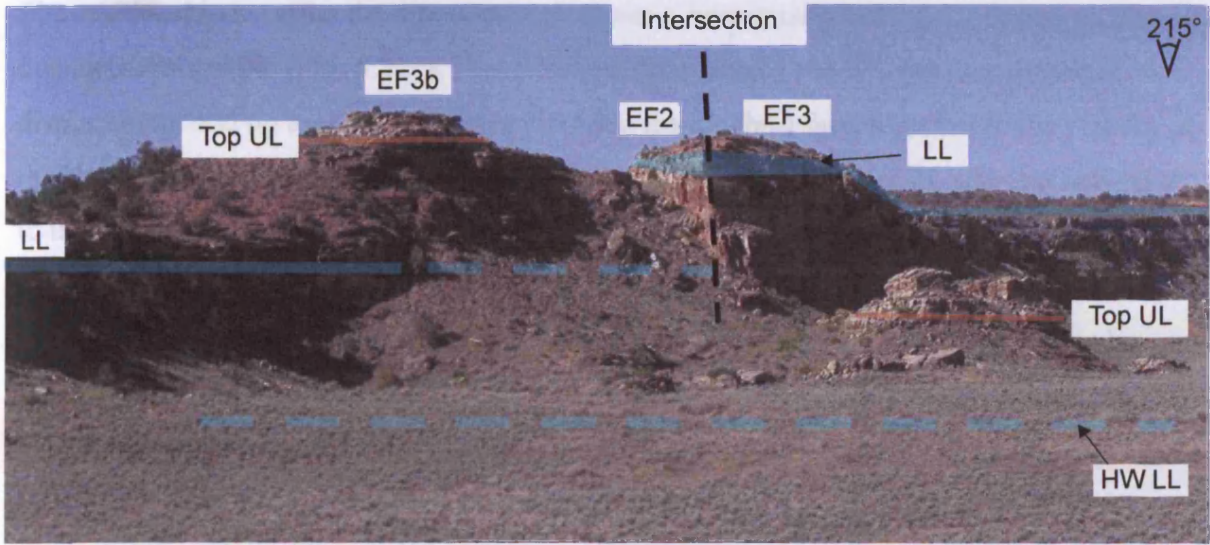 Intersection
215°
EF3b
EF2
EF3
Top UL
LL
LL
Top UL
HW LL